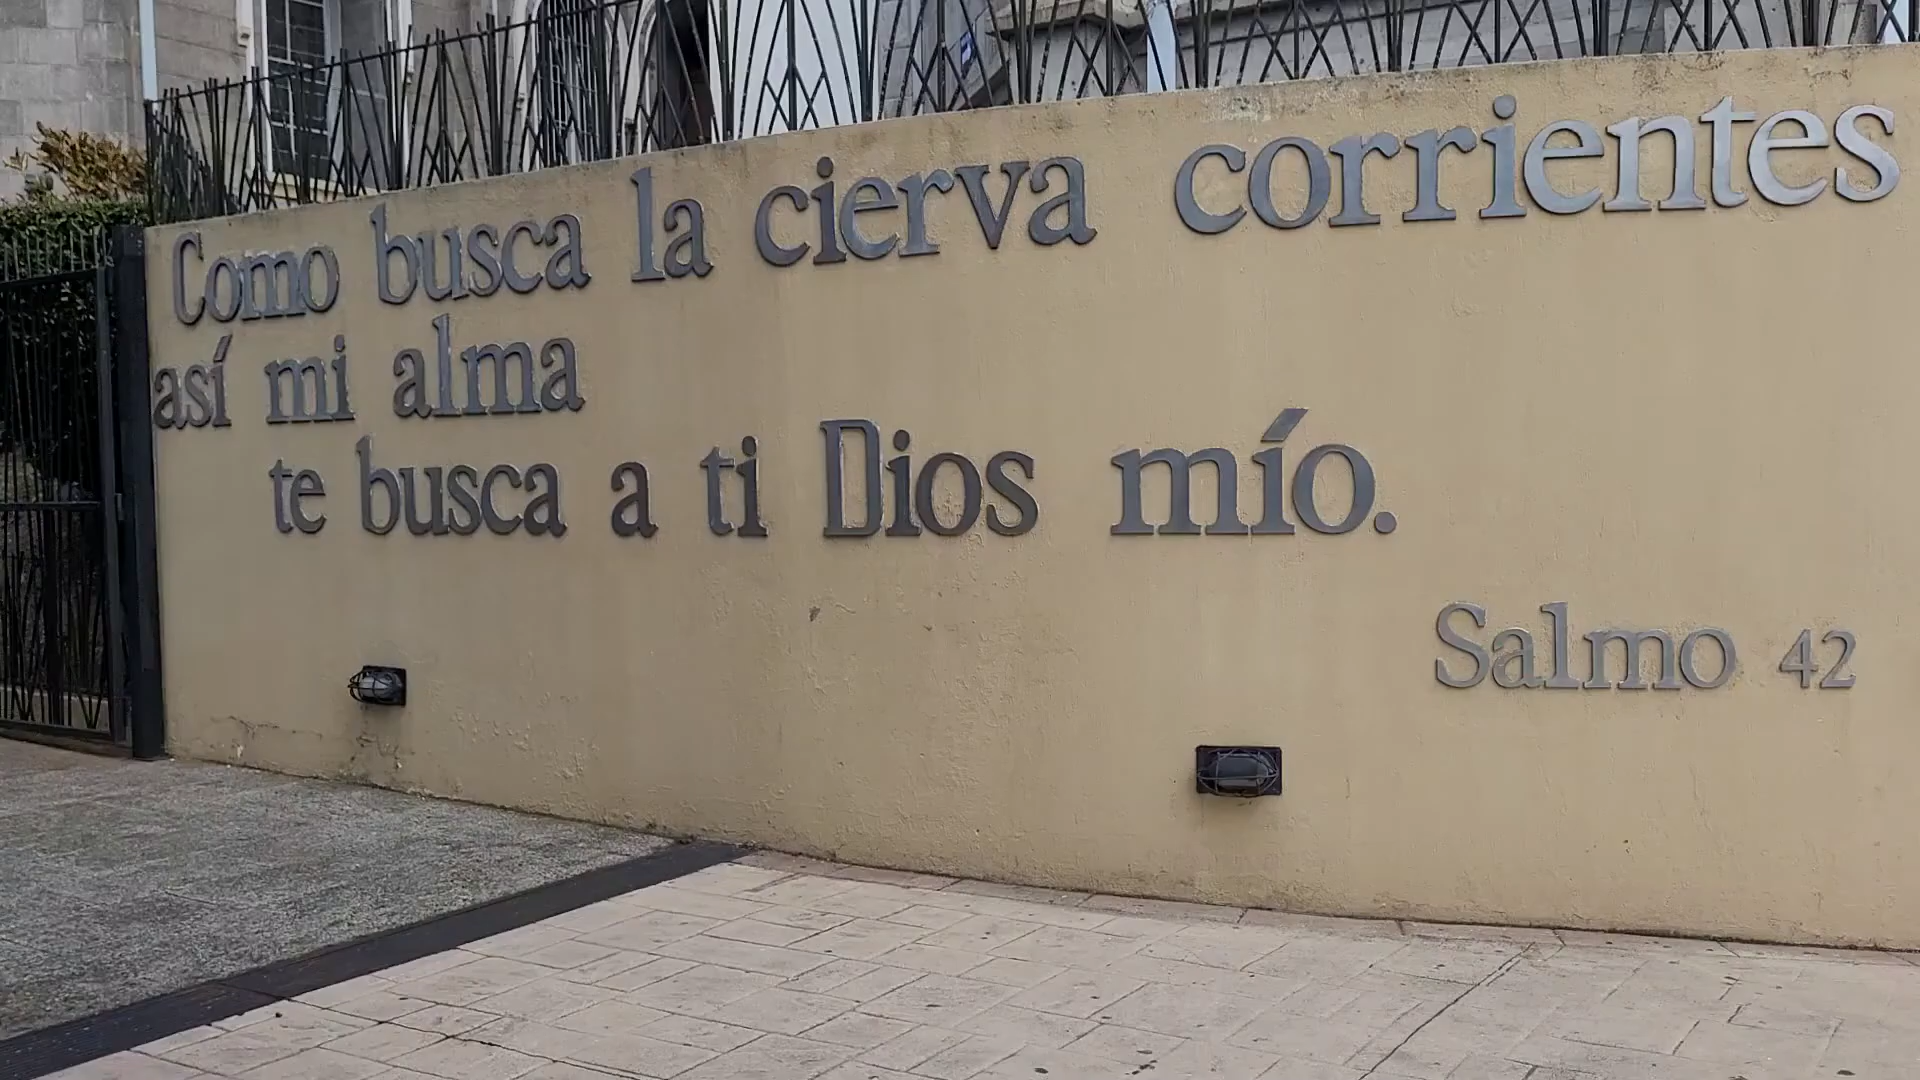 Como busca la cierva corrientes
así mi alma
te busca a ti Dios mío.
Salmo 42